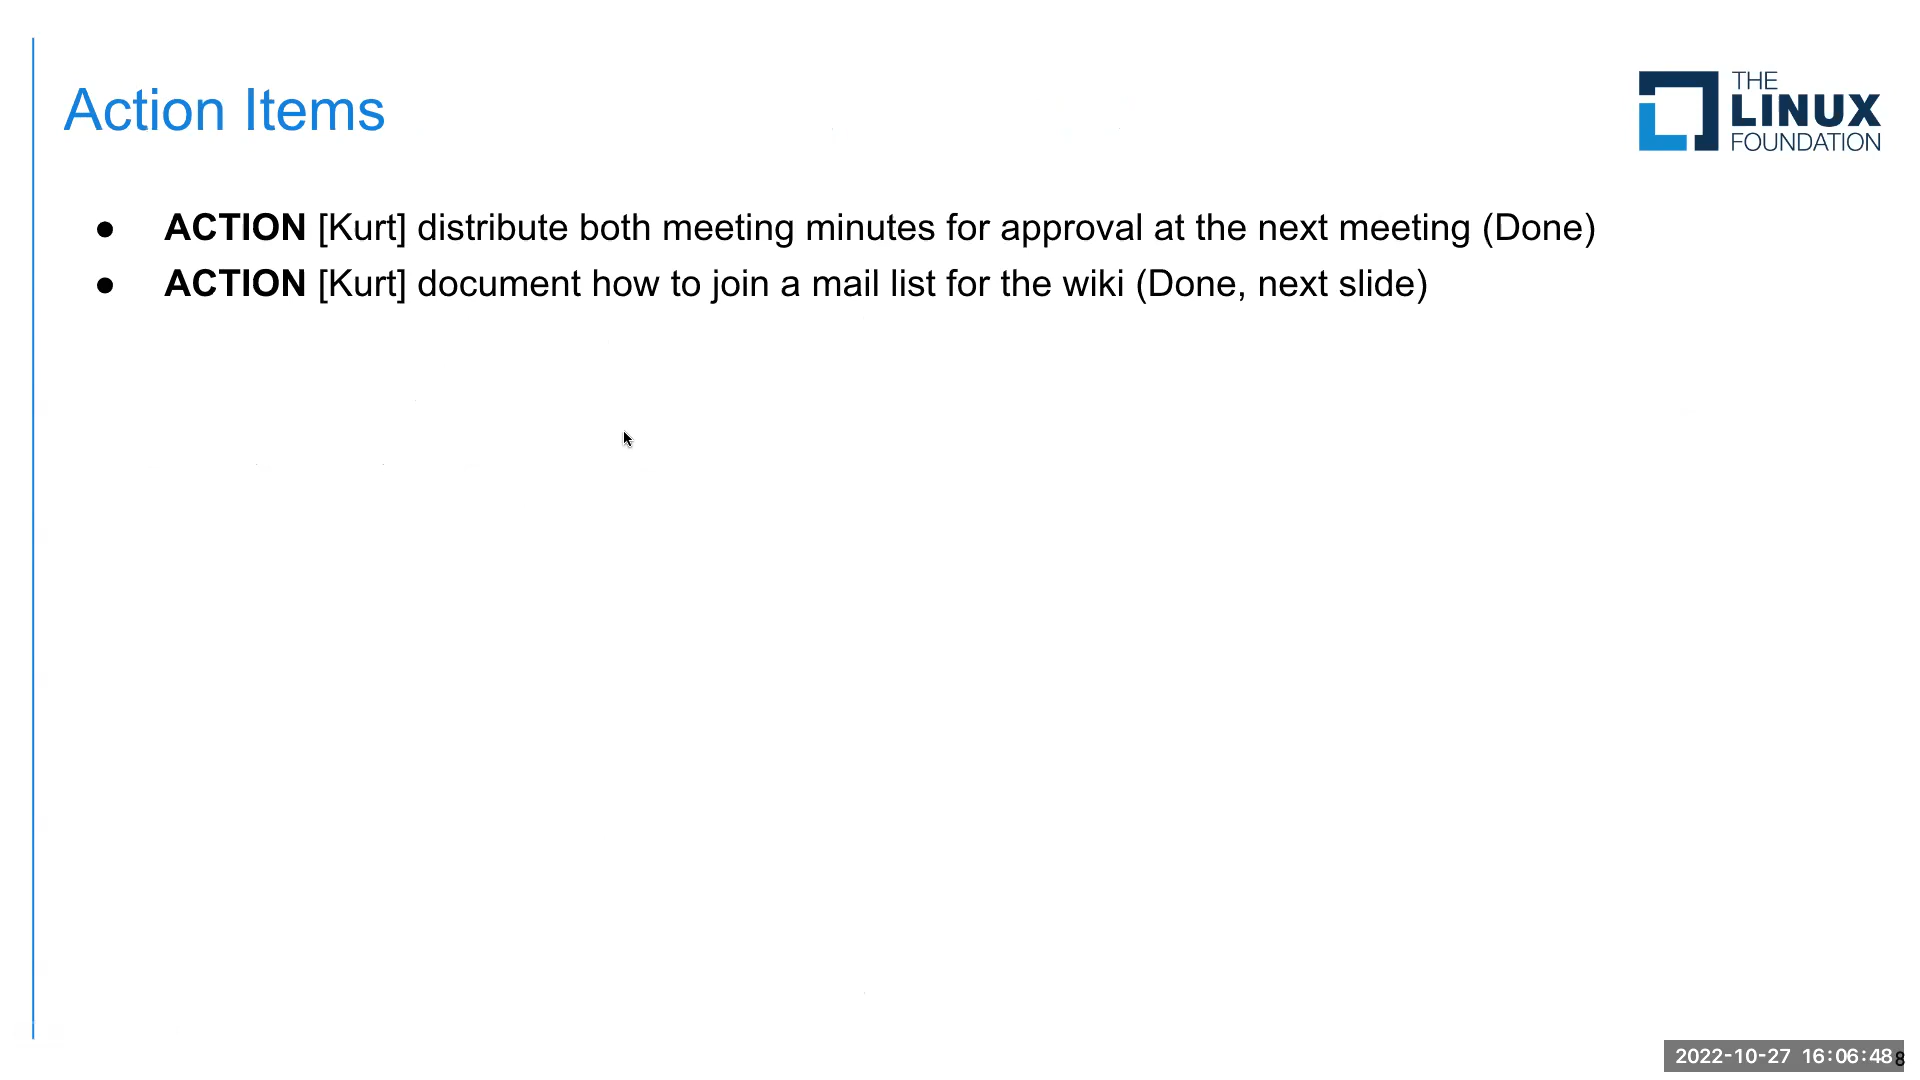 Action Items
THE
LINUX
FOUNDATION
● ACTION [Kurt] distribute both meeting minutes for approval at the next meeting (Done)
● ACTION [Kurt] document how to join a mail list for the wiki (Done, next slide)
2022-10-27 16:06:48
8